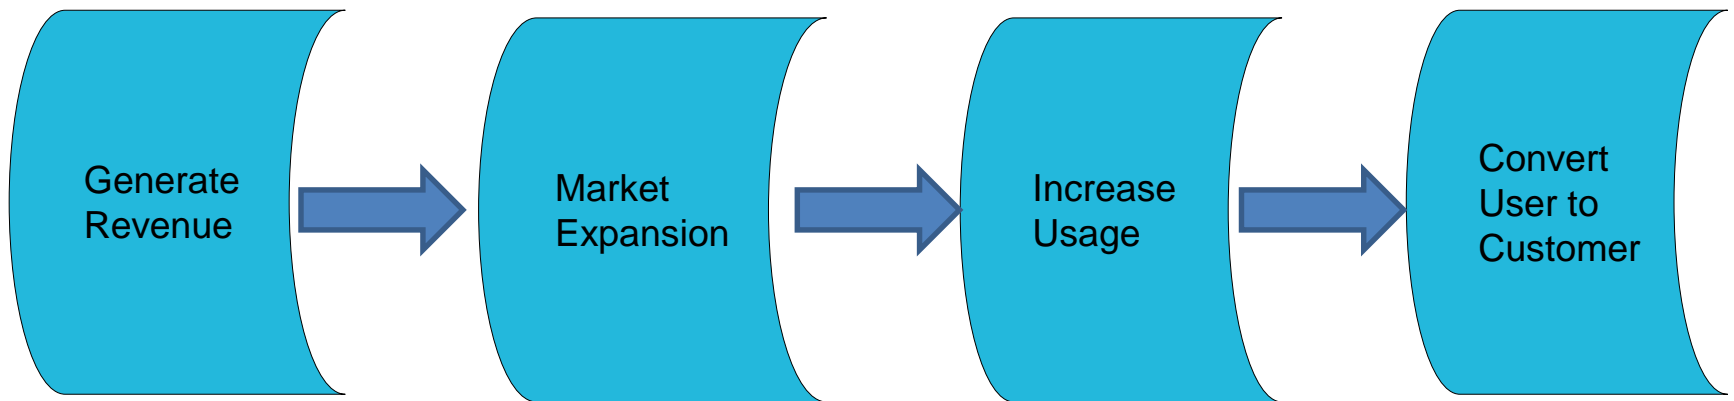 Generate
Revenue
Market
Expansion
Increase
Usage
Convert
User to
Customer